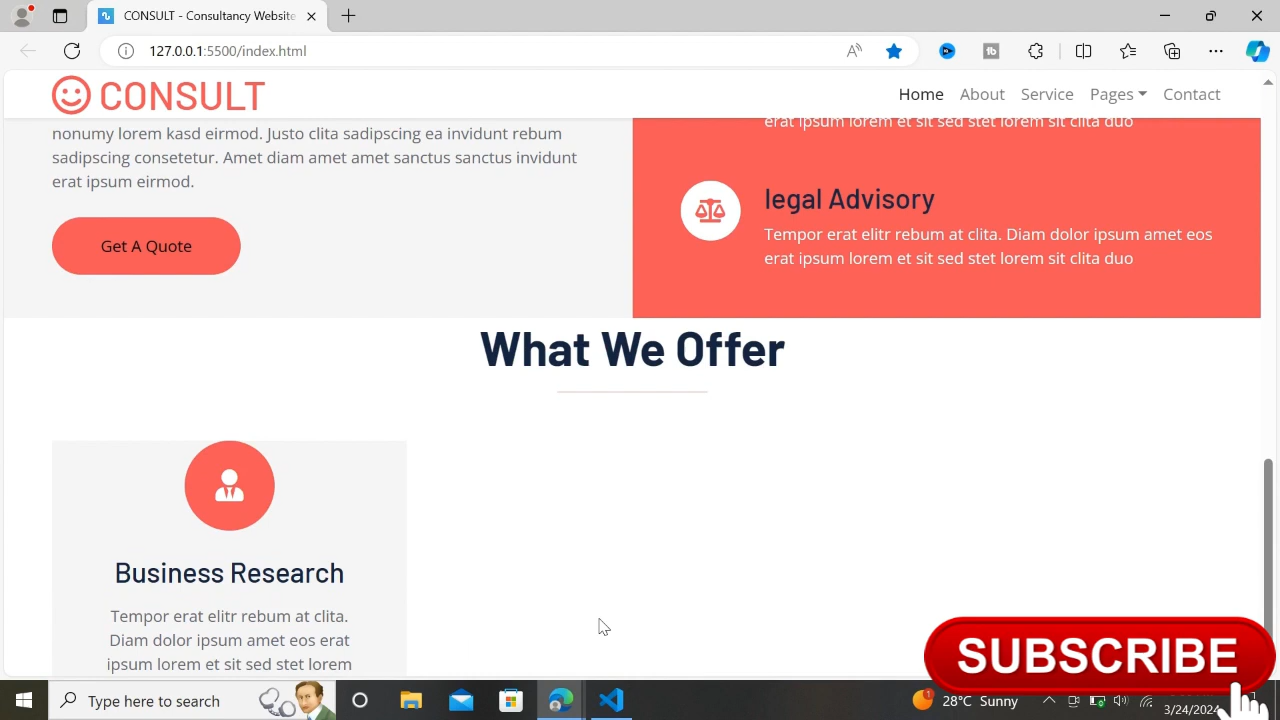 CONSULT - Consultancy Website
127.0.0.1:5500/index.html
CONSULT
Home About Service Pages Contact
nonumy lorem kasd eirmod. Justo clita sadipscing ea invidunt rebum
sadipscing consetetur. Amet diam amet amet sanctus sanctus invidunt
erat ipsum eirmod.
Get A Quote
erat ipsum lorem et sit sed stet lorem sit clita duo
legal Advisory
Tempor erat elitr rebum at clita. Diam dolor ipsum amet eos
erat ipsum lorem et sit sed stet lorem sit clita duo
What We Offer
Business Research
Tempor erat elitr rebum at clita.
Diam dolor ipsum amet eos erat
ipsum lorem et sit sed stet lorem
SUBSCRIBE
Type here to search
1
28°C Sunny
3/24/2024